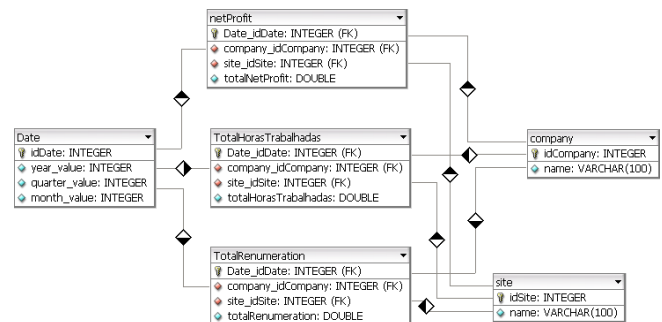 netProfit
Date_idDate: INTEGER (FK)
company_idCompany: INTEGER (FK)
site_idSite: INTEGER (FK)
totalNetProfit: DOUBLE
Date
idDate: INTEGER
year_value: INTEGER
quarter_value: INTEGER
month_value: INTEGER
TotalHorasTrabalhadas
Date_idDate: INTEGER (FK)
company_idCompany: INTEGER (FK)
site_idSite: INTEGER (FK)
totalHorasTrabalhadas: DOUBLE
company
idCompany: INTEGER
name: VARCHAR(100)
TotalRenumeration
Date_idDate: INTEGER (FK)
company_idCompany: INTEGER (FK)
site_idSite: INTEGER (FK)
totalRenumeration: DOUBLE
site
idSite: INTEGER
name: VARCHAR(100)